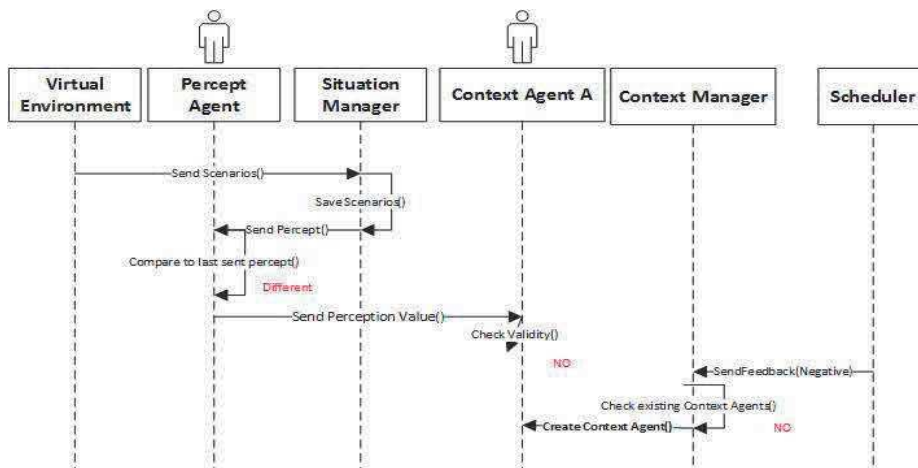 Virtual
Environment
Percept
Agent
Situation
Manager
Context Agent A
Context Manager
Scheduler
Send Scenarios()
Save Scenarios()
Send Percept()
Compare to last sent percept()
Different
Send Perception Value()
Check Validity()
NO
SendFeedback(Negative)
Check existing Context Agents()
Create Context Agent()
NO